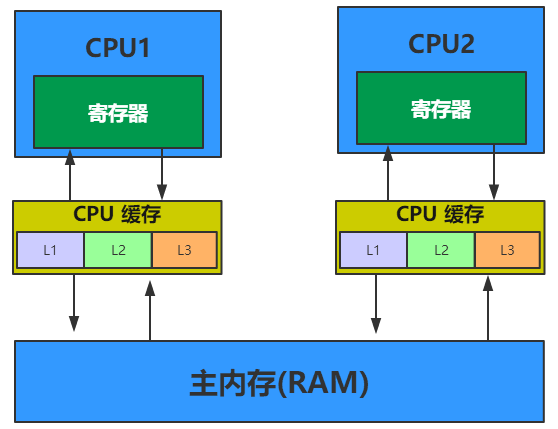 CPU1
CPU2
寄存器
寄存器
CPU 缓存
CPU 缓存
L1 L2 L3
L1 L2 L3
主内存(RAM)